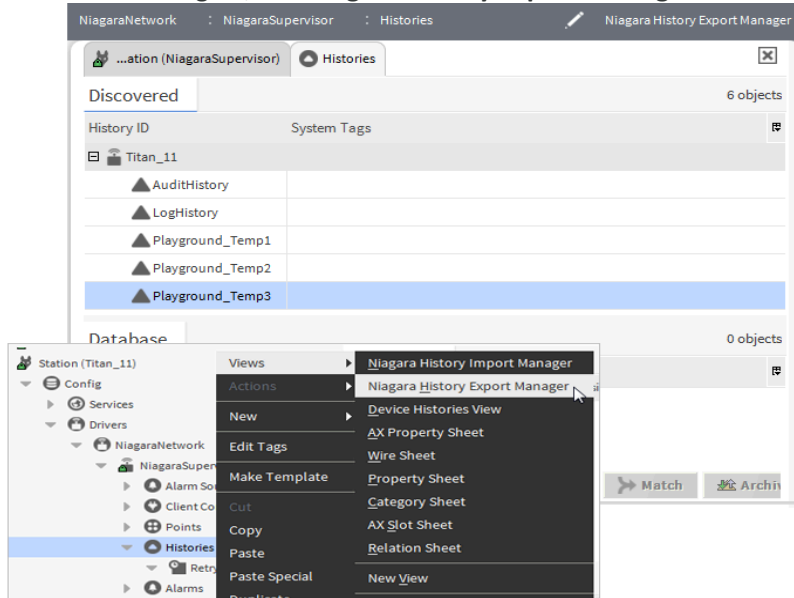 NiagaraNetwork : NiagaraSupervisor : Histories Niagara History Export Manager
...ation (NiagaraSupervisor) Histories
Discovered 6 objects
History ID System Tags
Titan_11
AuditHistory
LogHistory
Playground_Temp1
Playground_Temp2
Playground_Temp3
Database 0 objects
Match Archiv
Station (Titan_11)
Config
Services
Drivers
NiagaraNetwork
NiagaraSuper
Alarm So
Client Co
Points
Histories
Retry
Alarms
Views
Actions
New
Edit Tags
Make Template
Cut
Copy
Paste
Paste Special
Duplicate
Niagara History Import Manager
Niagara History Export Manager
Device Histories View
AX Property Sheet
Wire Sheet
Property Sheet
Category Sheet
AX Slot Sheet
Relation Sheet
New View